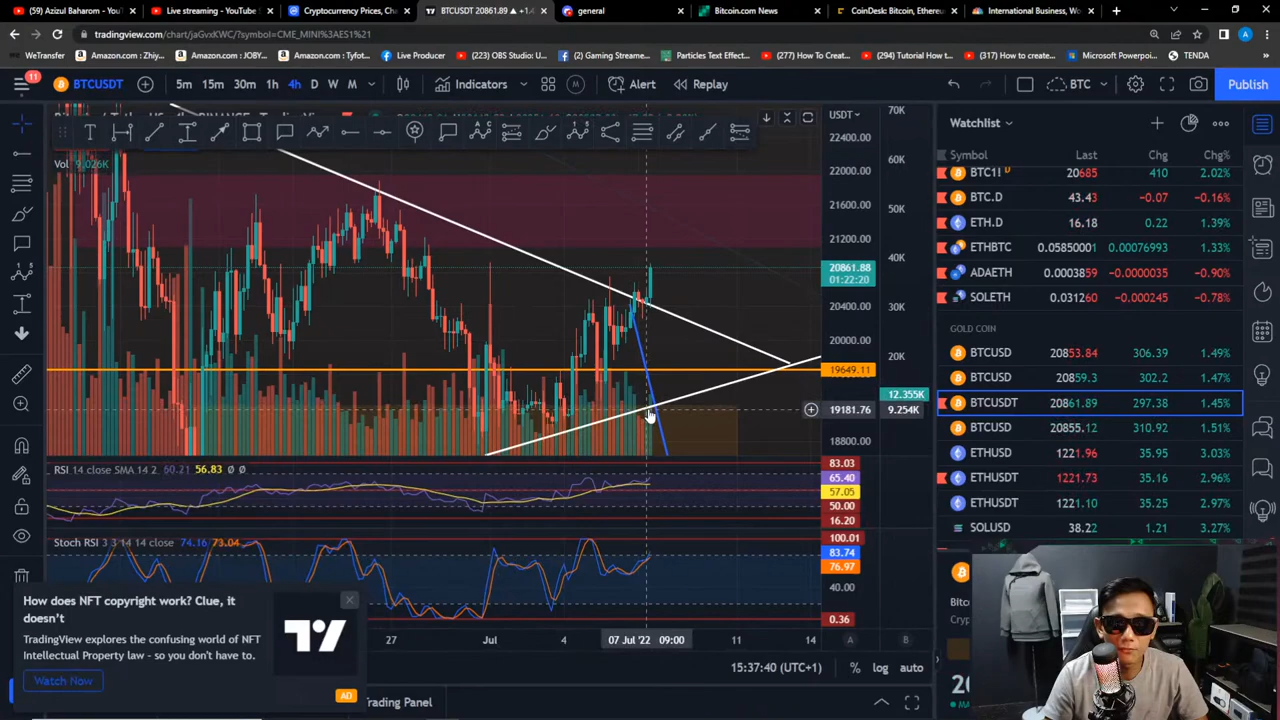 (59) Azizul Baharom - You
Live streaming - YouTube S
Cryptocurrency Prices, Ch
BTCUSDT 20861.89 ▲ +1.4
general
Bitcoin.com News
CoinDesk: Bitcoin, Ethereu
International Business, Wo
tradingview.com/chart/jaGvxKWC/?symbol=CME_MINI%3AES1%21
WeTransfer
Amazon.com : Zhiy...
Amazon.com: JOBY...
Amazon.com : Tyfot...
Live Producer
(223) OBS Studio: U...
(2) Gaming Streame...
Particles Text Effect...
(277) How To Creat...
(294) Tutorial How t...
(317) How to create...
Microsoft Powerpoi...
TENDA
11
BTCUSDT
5m 15m 30m 1h 4h D W M
Indicators
Alert
Replay
BTC
Publish
Vol 9.026K
USDT
22400.00
22000.00
21600.00
21200.00
20861.88
01:22:20
20400.00
20000.00
19649.11
19181.76
18800.00
70K
60K
50K
40K
30K
20K
12.355K
9.254K
RSI 14 close SMA 14 2 60.21 56.83 Ø Ø
83.03
65.40
57.05
50.00
16.20
Stoch RSI 3 3 14 14 close 74.16 73.04
100.01
83.74
76.97
40.00
0.36
27
Jul
4
07 Jul '22 09:00
11
14
A
B
15:37:40 (UTC+1)
%
log
auto
Trading Panel
How does NFT copyright work? Clue, it
doesn't
TradingView explores the confusing world of NFT
Intellectual Property law - so you don't have to.
Watch Now
AD
Watchlist
Symbol Last Chg Chg%
BTC1! D 20685 410 2.02%
BTC.D 43.43 −0.07 −0.16%
ETH.D 16.18 0.22 1.39%
ETHBTC 0.05850001 0.00076993 1.33%
ADAETH 0.0003859 −0.0000035 −0.90%
SOLETH 0.031260 −0.000245 −0.78%
GOLD COIN
BTCUSD 20853.84 306.39 1.49%
BTCUSD 20859.3 302.2 1.47%
BTCUSDT 20861.89 297.38 1.45%
BTCUSD 20855.12 310.92 1.51%
ETHUSD 1221.96 35.95 3.03%
ETHUSDT 1221.73 35.16 2.96%
ETHUSDT 1221.10 35.25 2.97%
SOLUSD 38.22 1.21 3.27%